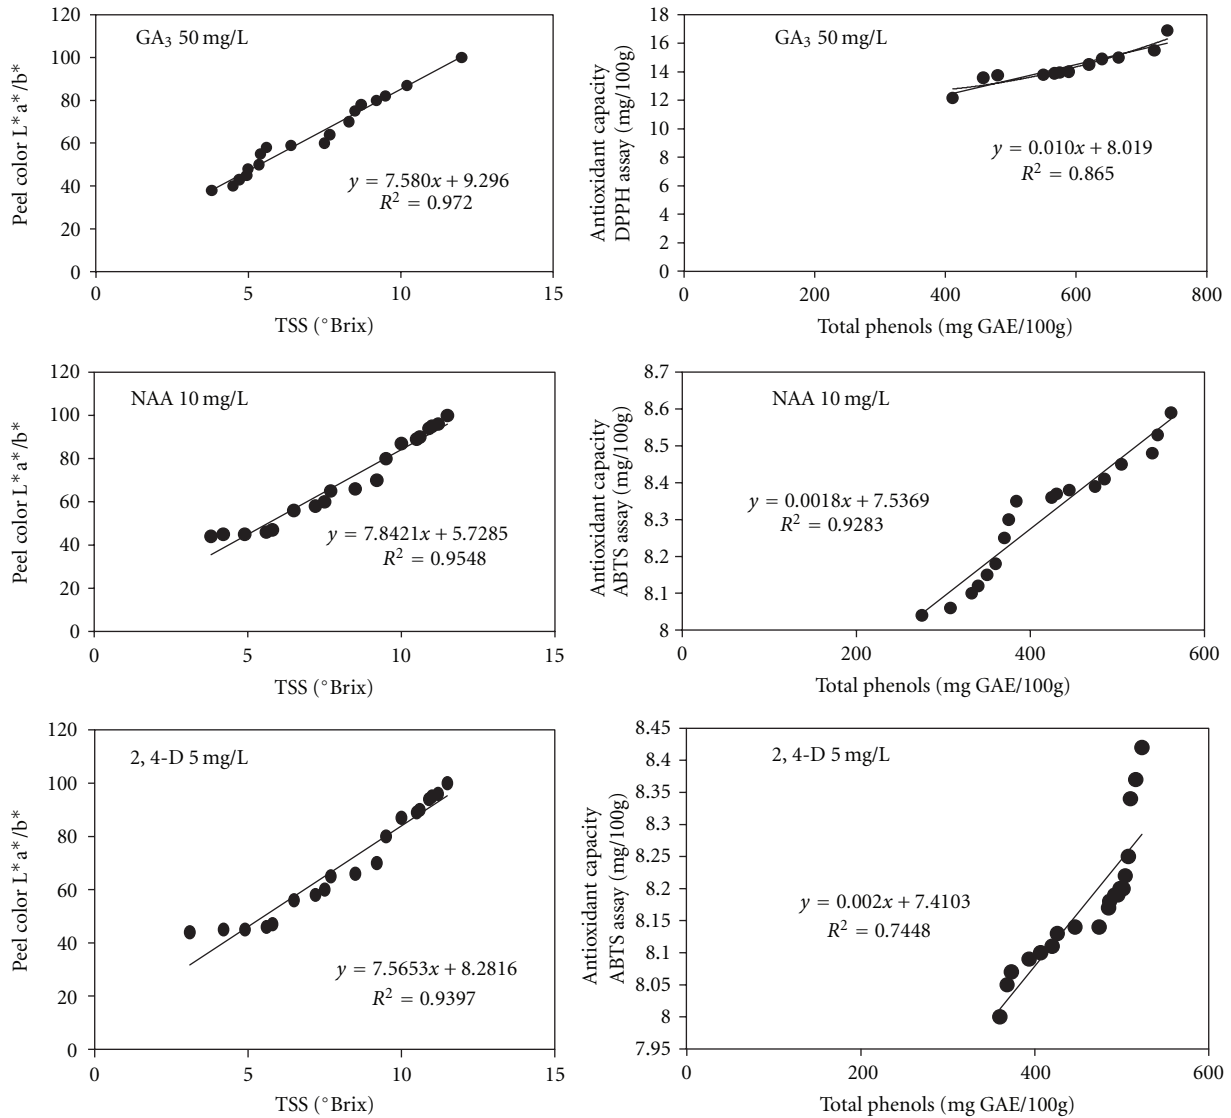 GA₃ 50 mg/L
Peel color L*a*/b*
120
100
80
60
40
20
0
y = 7.580x + 9.296
R² = 0.972
0 5 10 15
TSS (°Brix)
GA₃ 50 mg/L
Antioxidant capacity
DPPH assay (mg/100g)
18
16
14
12
10
8
6
4
2
0
y = 0.010x + 8.019
R² = 0.865
0 200 400 600 800
Total phenols (mg GAE/100g)
NAA 10 mg/L
Peel color L*a*/b*
120
100
80
60
40
20
0
y = 7.8421x + 5.7285
R² = 0.9548
0 5 10 15
TSS (°Brix)
NAA 10 mg/L
Antioxidant capacity
ABTS assay (mg/100g)
8.7
8.6
8.5
8.4
8.3
8.2
8.1
8
y = 0.0018x + 7.5369
R² = 0.9283
0 200 400 600
Total phenols (mg GAE/100g)
2, 4-D 5 mg/L
Peel color L*a*/b*
120
100
80
60
40
20
0
y = 7.5653x + 8.2816
R² = 0.9397
0 5 10 15
TSS (°Brix)
2, 4-D 5 mg/L
Antioxidant capacity
ABTS assay (mg/100g)
8.45
8.4
8.35
8.3
8.25
8.2
8.15
8.1
8.05
8
7.95
y = 0.002x + 7.4103
R² = 0.7448
0 200 400 600
Total phenols (mg GAE/100g)